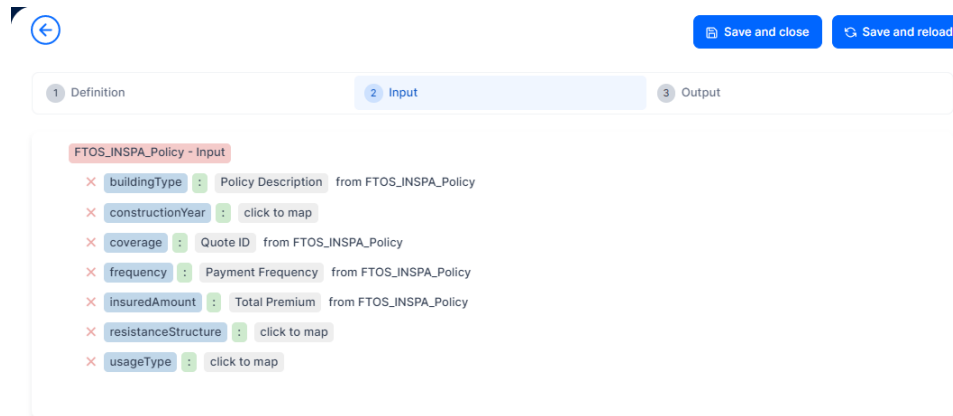 Save and close
Save and reload
1 Definition
2 Input
3 Output
FTOS_INSPA_Policy - Input
buildingType : Policy Description from FTOS_INSPA_Policy
constructionYear : click to map
coverage : Quote ID from FTOS_INSPA_Policy
frequency : Payment Frequency from FTOS_INSPA_Policy
insuredAmount : Total Premium from FTOS_INSPA_Policy
resistanceStructure : click to map
usageType : click to map